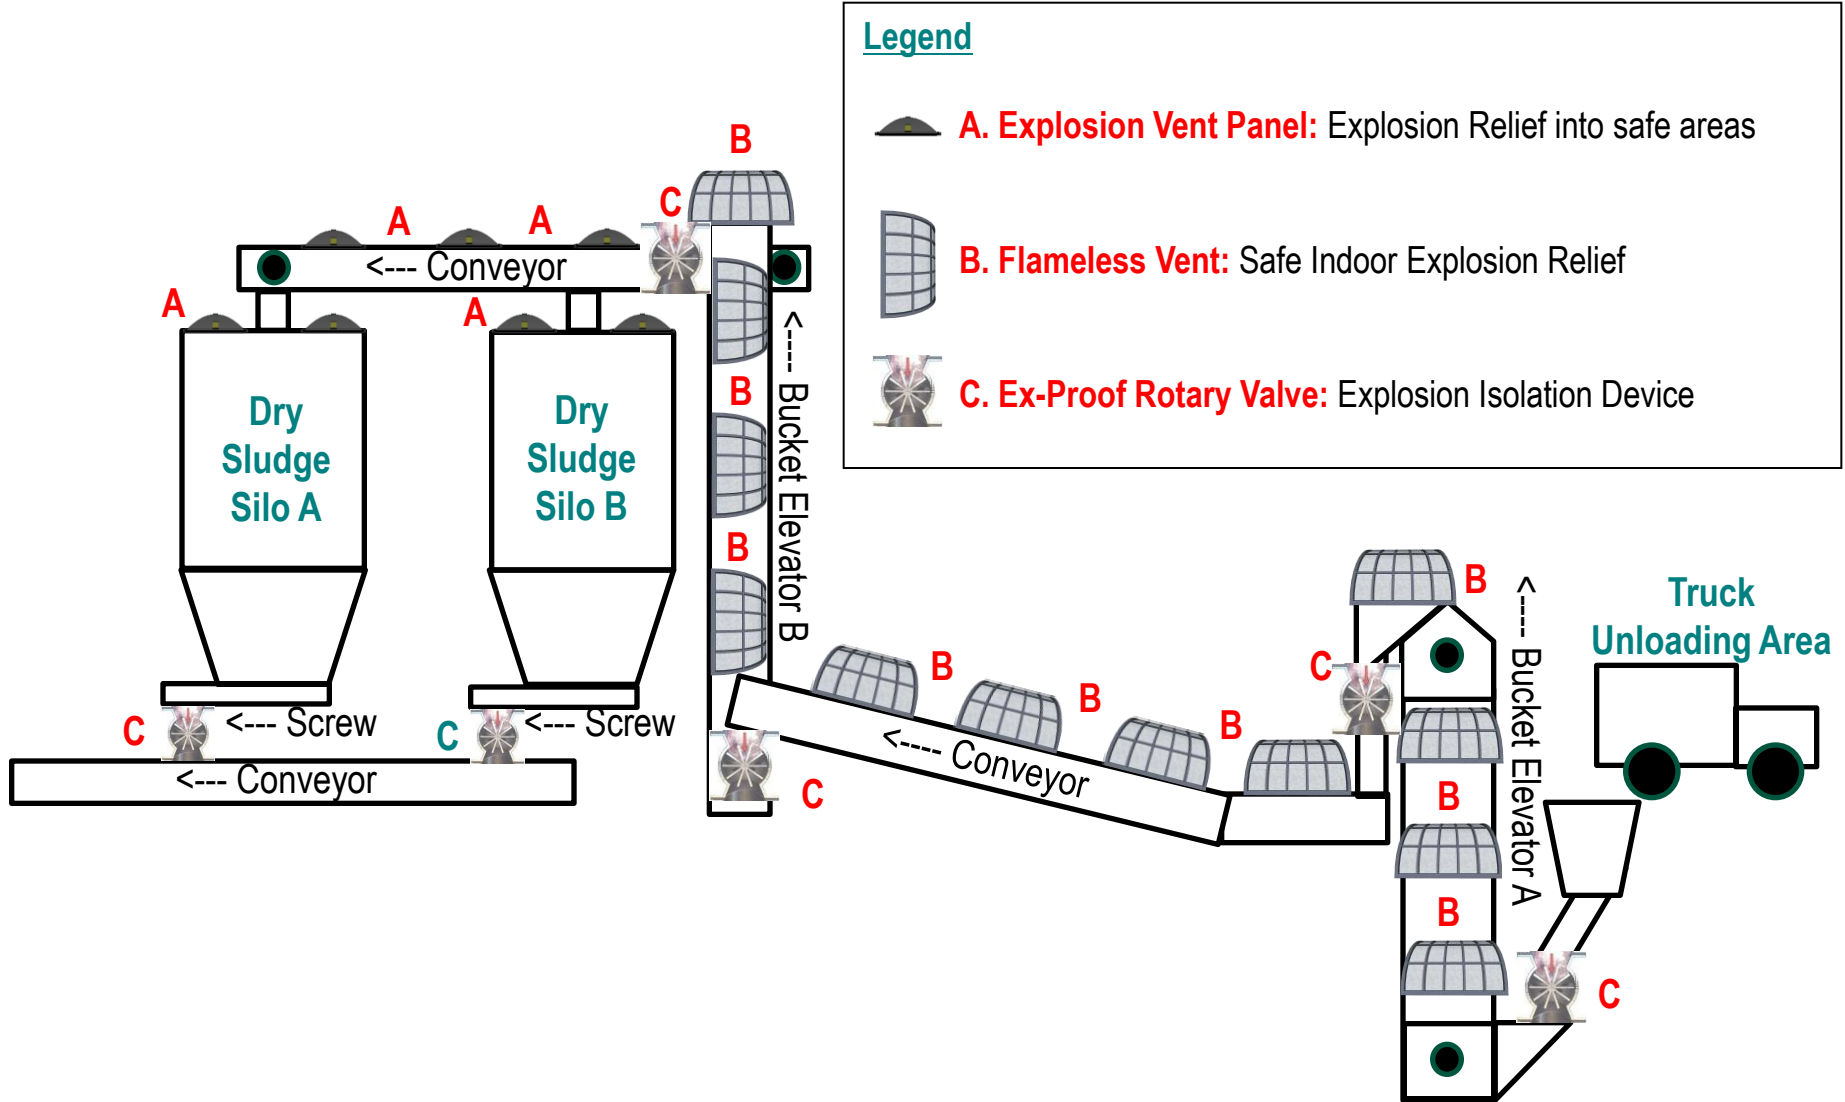 Legend
A. Explosion Vent Panel: Explosion Relief into safe areas
B. Flameless Vent: Safe Indoor Explosion Relief
C. Ex-Proof Rotary Valve: Explosion Isolation Device
B
C
A
A
<--- Conveyor
A
A
Dry
Sludge
Silo A
Dry
Sludge
Silo B
B
B
<---- Bucket Elevator B
C
<--- Screw
C
<--- Screw
<--- Conveyor
C
B
B
B
<---- Conveyor
C
B
B
B
<---- Bucket Elevator A
C
Truck
Unloading Area